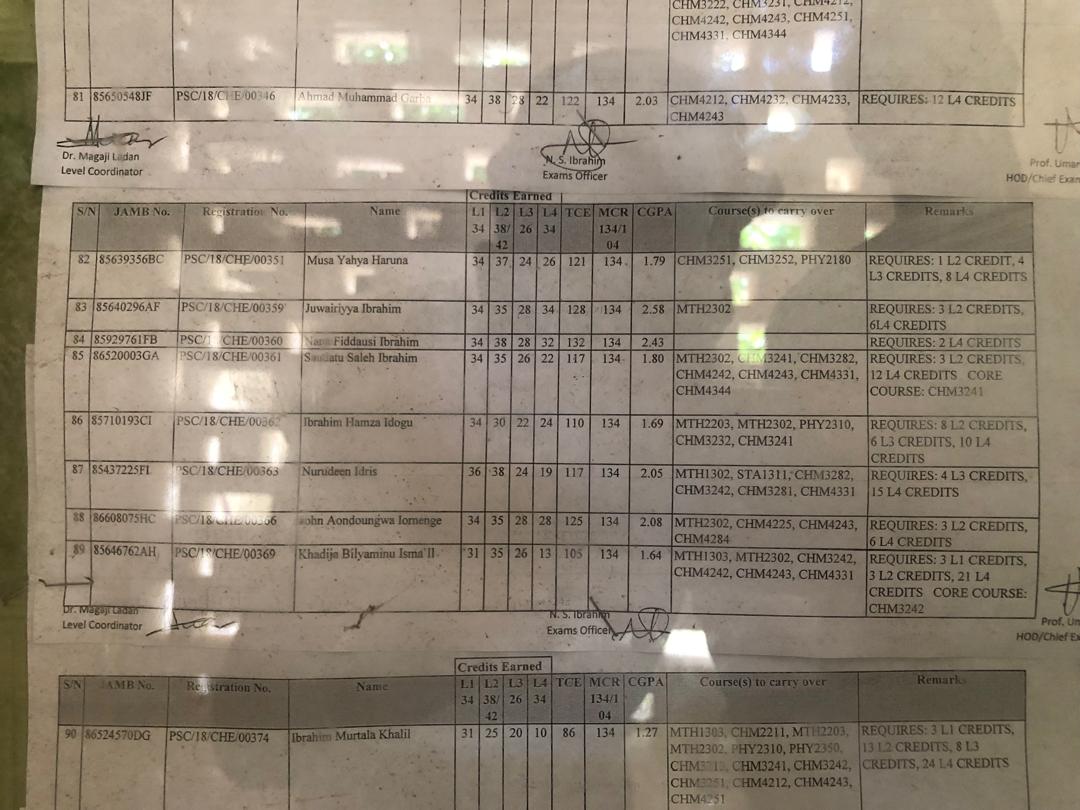 CHM3222, CHM3231, CHM4212,
CHM4242, CHM4243, CHM4251,
CHM4331, CHM4344
81 85650548JF PSC/18/CHE/00346 Ahmad Muhammad Garba 34 38 28 22 122 134 2.03 CHM4212, CHM4232, CHM4233, REQUIRES: 12 L4 CREDITS
CHM4243
Dr. Magaji Ladan N. S. Ibrahim Prof. Umar
Level Coordinator Exams Officer HOD/Chief Exam
Credits Earned
S/N JAMB No. Registration No. Name L1 L2 L3 L4 TCE MCR CGPA Course(s) to carry over Remarks
34 38/ 26 34 134/1
42 04
82 85639356BC PSC/18/CHE/00351 Musa Yahya Haruna 34 37 24 26 121 134 1.79 CHM3251, CHM3252, PHY2180 REQUIRES: 1 L2 CREDIT, 4
L3 CREDITS, 8 L4 CREDITS
83 85640296AF PSC/18/CHE/00359 Juwairiyya Ibrahim 34 35 28 34 128 134 2.58 MTH2302 REQUIRES: 3 L2 CREDITS,
6L4 CREDITS
84 85929761FB CHE/00360 Fiddausi Ibrahim 34 38 28 32 132 134 2.43 REQUIRES: 2 L4 CREDITS
85 86520003GA PSC/18/CHE/00361 Saleh Ibrahim 34 35 26 22 117 134 1.80 MTH2302, CHM3241, CHM3282, REQUIRES: 3 L2 CREDITS,
CHM4242, CHM4243, CHM4331, 12 L4 CREDITS CORE
CHM4344 COURSE: CHM3241
86 85710193CI PSC/18/CHE/00362 Ibrahim Hamza Idogu 34 30 22 24 110 134 1.69 MTH2203, MTH2302, PHY2310, REQUIRES: 8 L2 CREDITS,
CHM3232, CHM3241 6 L3 CREDITS, 10 L4
CREDITS
87 85437225FI PSC/18/CHE/00363 Nurudeen Idris 36 38 24 19 117 134 2.05 MTH1302, STA1311, CHM3282, REQUIRES: 4 L3 CREDITS,
CHM3242, CHM3281, CHM4331 15 L4 CREDITS
88 86608075HC PSC/18/CHE/00366 John Aondoungwa Iornenge 34 35 28 28 125 134 2.08 MTH2302, CHM4225, CHM4243, REQUIRES: 3 L2 CREDITS,
CHM4284 6 L4 CREDITS
89 85646762AH PSC/18/CHE/00369 Khadija Bilyaminu Isma'Il 31 35 26 13 105 134 1.64 MTH1303, MTH2302, CHM3242, REQUIRES: 3 L1 CREDITS,
CHM4242, CHM4243, CHM4331 3 L2 CREDITS, 21 L4
CREDITS CORE COURSE:
CHM3242
Dr. Magaji Ladan N. S. Ibrahim Prof. Um
Level Coordinator Exams Officer HOD/Chief Ex
Credits Earned
S/N JAMB No. Registration No. Name L1 L2 L3 L4 TCE MCR CGPA Course(s) to carry over Remarks
34 38/ 26 34 134/1
42 04
90 86524570DG PSC/18/CHE/00374 Ibrahim Murtala Khalil 31 25 20 10 86 134 1.27 MTH1303, CHM2211, MTH2203, REQUIRES: 3 L1 CREDITS,
MTH2302, PHY2310, PHY2350, 13 L2 CREDITS, 8 L3
CHM3241, CHM3242, CREDITS, 24 L4 CREDITS
CHM3251, CHM4212, CHM4243,
CHM4251